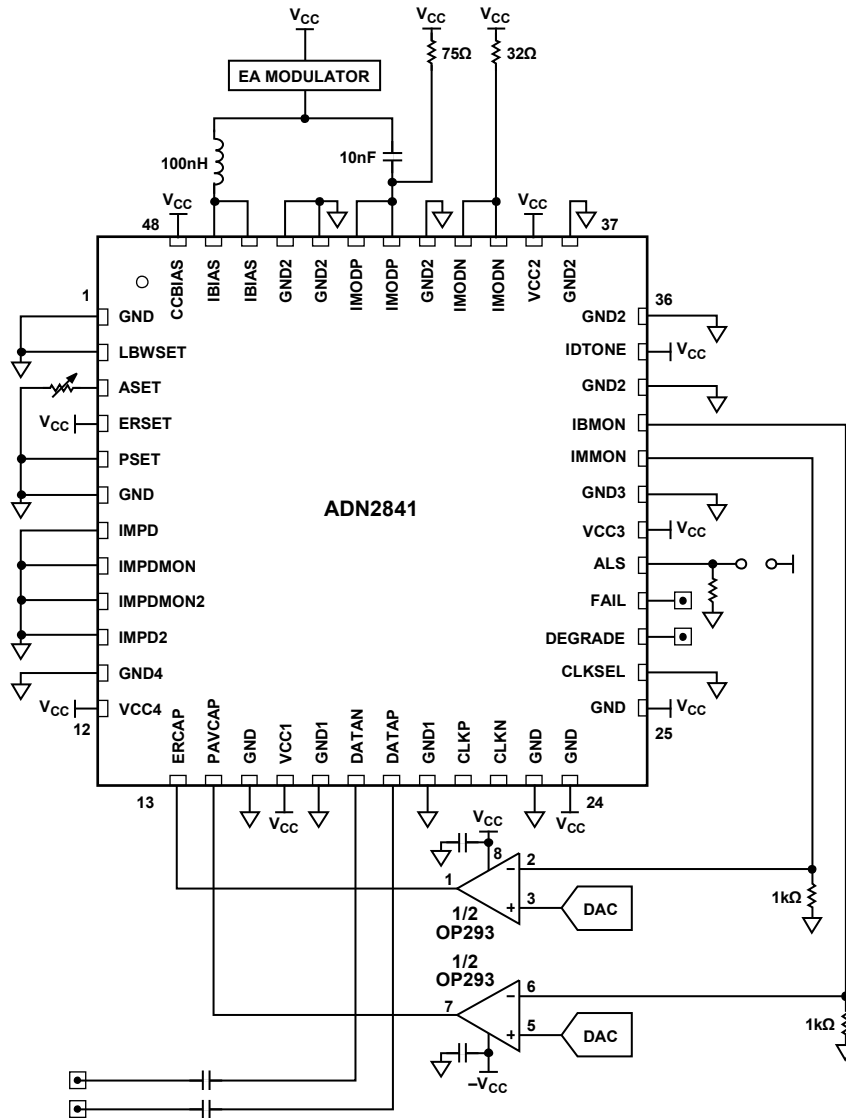 VCC
VCC
VCC
EA MODULATOR
75Ω
32Ω
100nH
10nF
VCC
VCC
48
37
CCBIAS
IBIAS
IBIAS
GND2
GND2
IMODP
IMODP
GND2
IMODN
IMODN
VCC2
GND2
1
GND
LBWSET
ASET
VCC
ERSET
PSET
GND
IMPD
IMPDMON
IMPDMON2
IMPD2
GND4
VCC
VCC4
12
ADN2841
36
GND2
IDTONE
VCC
GND2
IBMON
IMMON
GND3
VCC3
VCC
ALS
FAIL
DEGRADE
CLKSEL
GND
VCC
25
ERCAP
PAVCAP
GND
VCC1
GND1
DATAN
DATAP
GND1
CLKP
CLKN
GND
GND
13
24
VCC
VCC
VCC
8
1
–
2
+
3
DAC
1kΩ
1/2
OP293
1/2
OP293
7
–
6
+
5
DAC
1kΩ
–VCC